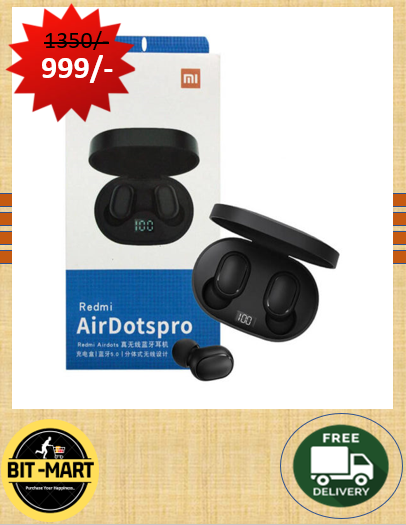 1350/-
999/-
mi
100
Redmi
AirDotspro
Redmi Airdots 真无线蓝牙耳机
充电盒|蓝牙5.0|分体式无线设计
100
BIT-MART
Purchase Your Happiness..
FREE
DELIVERY